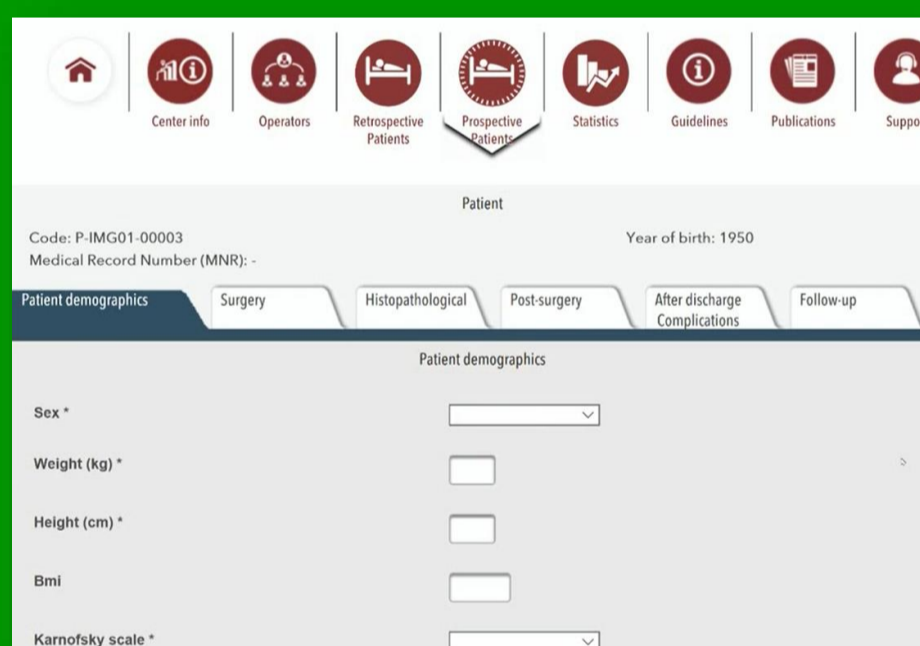 Center info
Operators
Retrospective
Patients
Prospective
Patients
Statistics
Guidelines
Publications
Suppo
Patient
Code: P-IMG01-00003
Year of birth: 1950
Medical Record Number (MNR): -
Patient demographics
Surgery
Histopathological
Post-surgery
After discharge
Complications
Follow-up
Patient demographics
Sex *
Weight (kg) *
Height (cm) *
Bmi
Karnofsky scale *